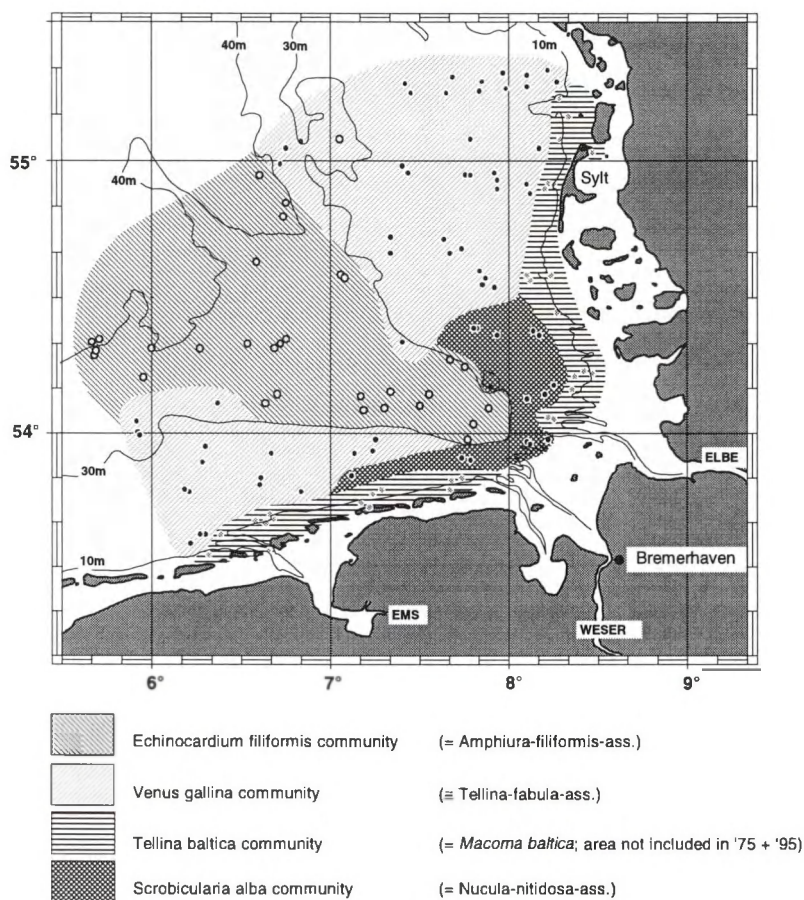 40m 30m 10m
55°
40m
Sylt
54°
30m
ELBE
10m
Bremerhaven
EMS
WESER
6° 7° 8° 9°
Echinocardium filiformis community (= Amphiura-filiformis-ass.)
Venus gallina community (≅ Tellina-fabula-ass.)
Tellina baltica community (= Macoma baltica; area not included in '75 + '95)
Scrobicularia alba community (= Nucula-nitidosa-ass.)